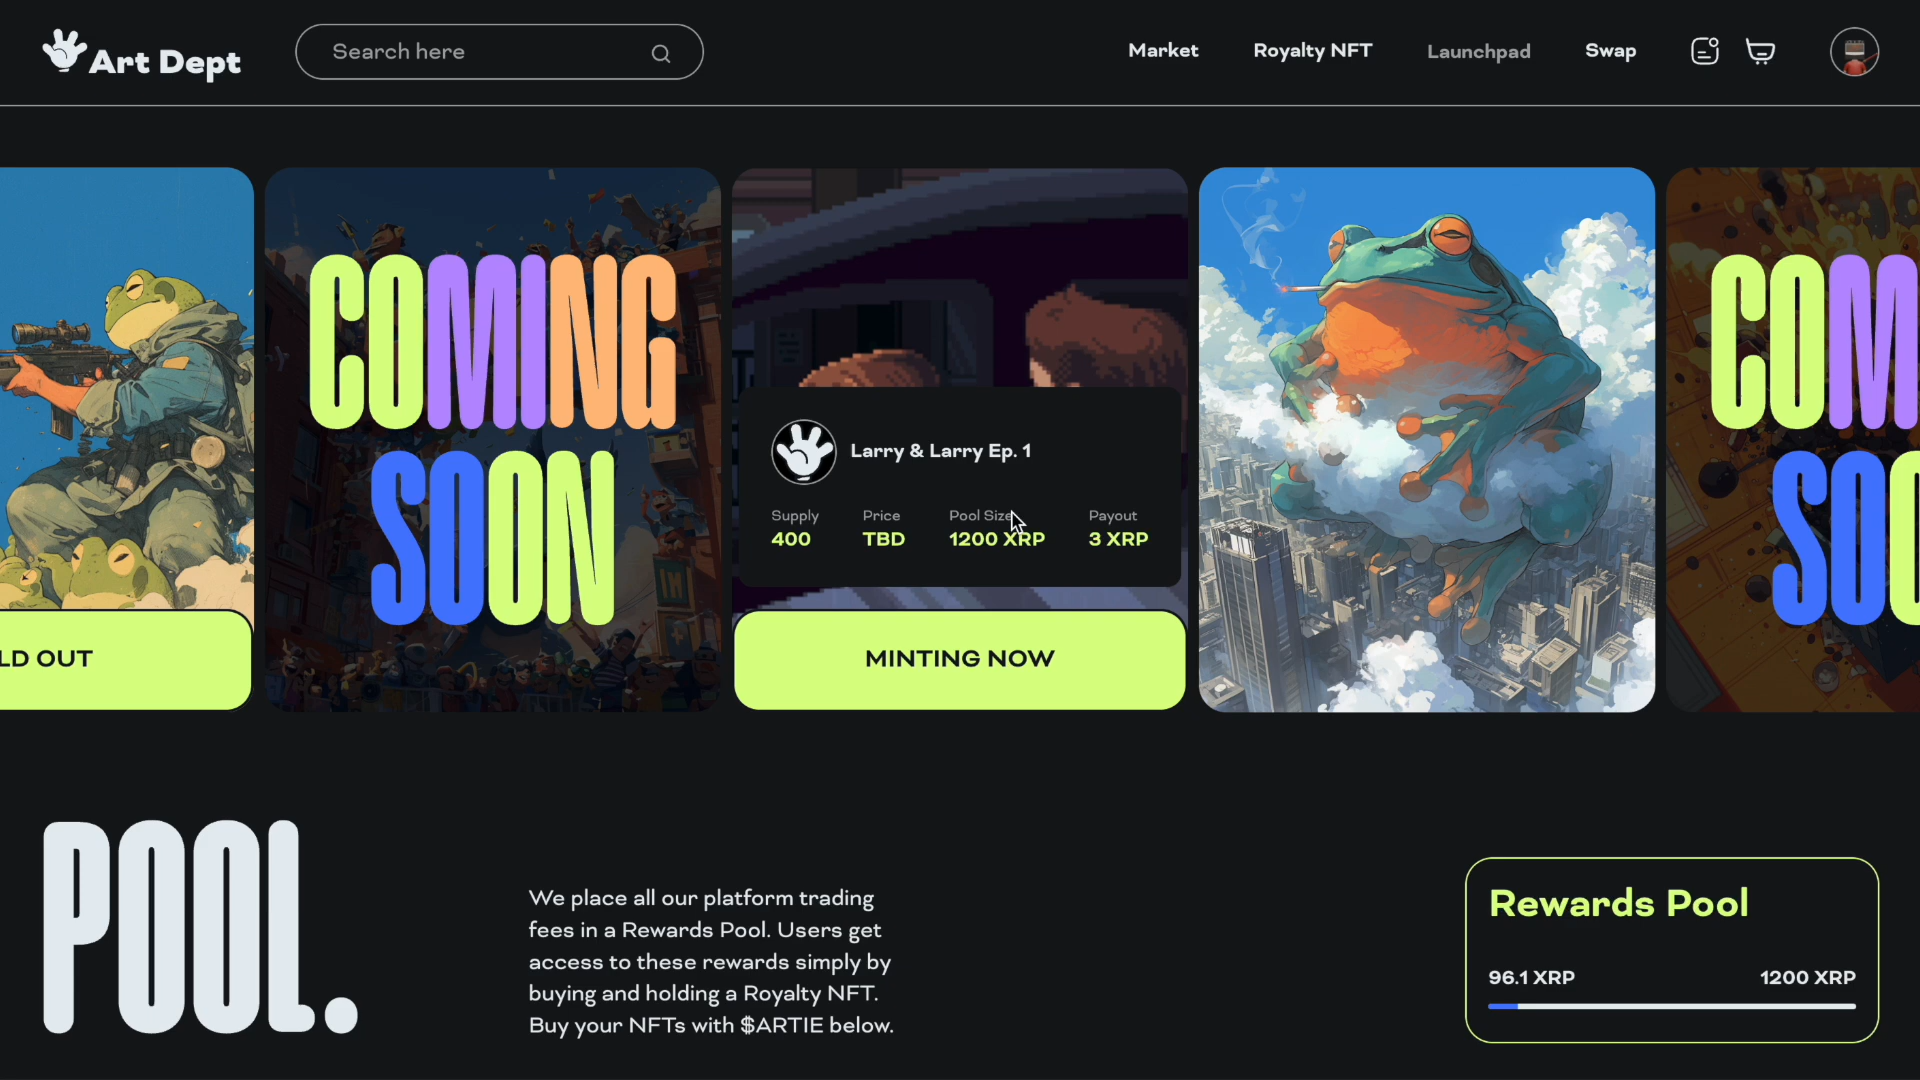 Art Dept
Search here
Market
Royalty NFT
Launchpad
Swap
LD OUT
COMING
SOON
Larry & Larry Ep. 1
Supply
Price
Pool Size
Payout
400
TBD
1200 XRP
3 XRP
MINTING NOW
COM
SO
POOL.
We place all our platform trading
fees in a Rewards Pool. Users get
access to these rewards simply by
buying and holding a Royalty NFT.
Buy your NFTs with $ARTIE below.
Rewards Pool
96.1 XRP
1200 XRP